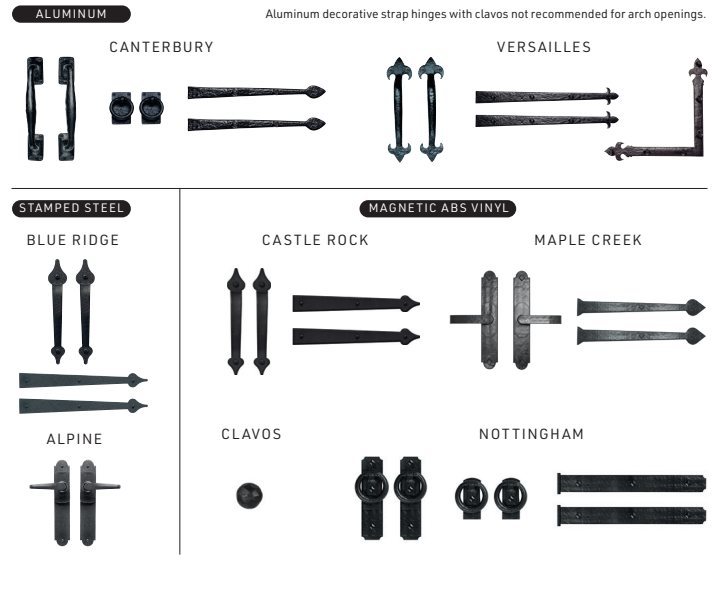 ALUMINUM
Aluminum decorative strap hinges with clavos not recommended for arch openings.
CANTERBURY
VERSAILLES
STAMPED STEEL
BLUE RIDGE
ALPINE
MAGNETIC ABS VINYL
CASTLE ROCK
MAPLE CREEK
CLAVOS
NOTTINGHAM